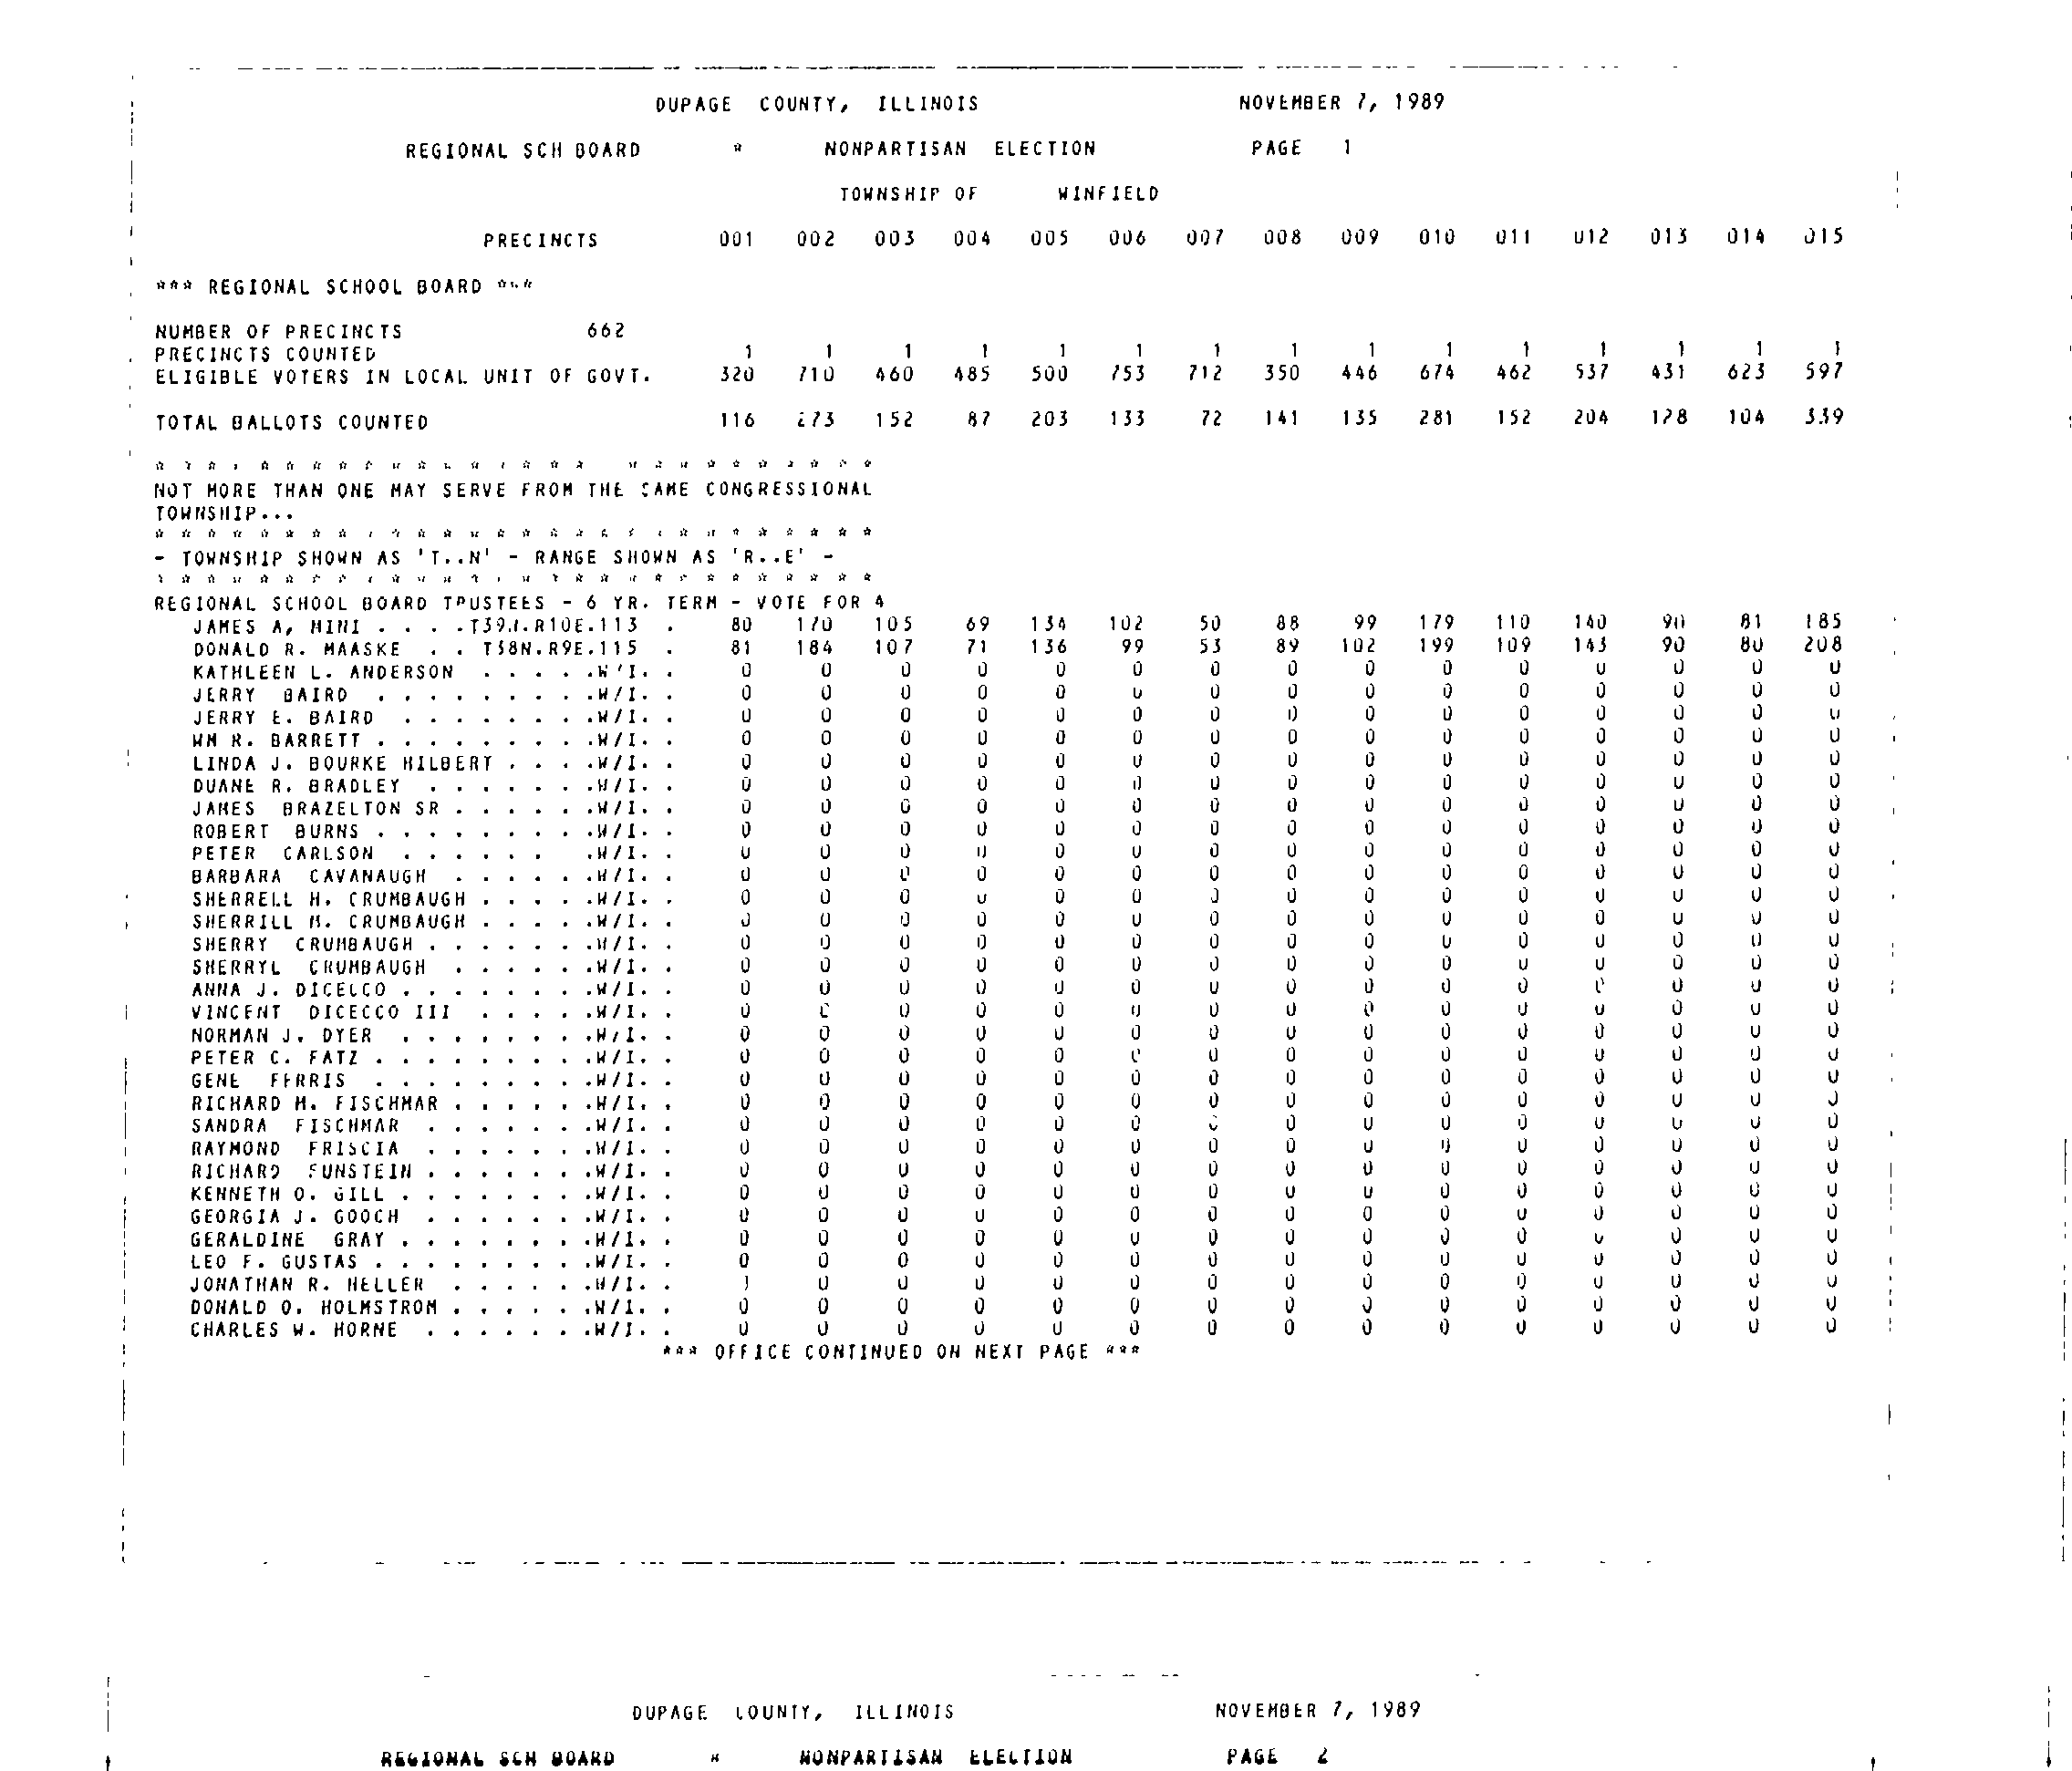 DUPAGE COUNTY, ILLINOIS NOVEMBER 7, 1989
REGIONAL SCH BOARD * NONPARTISAN ELECTION PAGE 1
TOWNSHIP OF WINFIELD
PRECINCTS 001 002 003 004 005 006 007 008 009 010 011 012 013 014 015
*** REGIONAL SCHOOL BOARD ***
NUMBER OF PRECINCTS 662
PRECINCTS COUNTED 1 1 1 1 1 1 1 1 1 1 1 1 1 1 1
ELIGIBLE VOTERS IN LOCAL UNIT OF GOVT. 320 710 460 485 500 753 712 350 446 674 462 537 431 623 597
TOTAL BALLOTS COUNTED 116 273 152 87 203 133 72 141 135 281 152 204 128 104 339
NOT MORE THAN ONE MAY SERVE FROM THE SAME CONGRESSIONAL
TOWNSHIP...
- TOWNSHIP SHOWN AS 'T..N' - RANGE SHOWN AS 'R..E' -
REGIONAL SCHOOL BOARD TRUSTEES - 6 YR. TERM - VOTE FOR 4
JAMES A, MINI . . . .T39N.R10E.113 . 80 170 105 69 134 102 50 88 99 179 110 140 90 81 185
DONALD R. MAASKE . . T38N.R9E.115 . 81 184 107 71 136 99 53 89 102 199 109 143 90 80 208
KATHLEEN L. ANDERSON . . . . .W/I. . 0 0 0 0 0 0 0 0 0 0 0 0 0 0 0
JERRY BAIRD . . . . . . . . .W/I. . 0 0 0 0 0 0 0 0 0 0 0 0 0 0 0
JERRY E. BAIRD . . . . . . . .W/I. . 0 0 0 0 0 0 0 0 0 0 0 0 0 0 0
WM R. BARRETT . . . . . . . . .W/I. . 0 0 0 0 0 0 0 0 0 0 0 0 0 0 0
LINDA J. BOURKE HILBERT . . . .W/I. . 0 0 0 0 0 0 0 0 0 0 0 0 0 0 0
DUANE R. BRADLEY . . . . . . .W/I. . 0 0 0 0 0 0 0 0 0 0 0 0 0 0 0
JAMES BRAZELTON SR . . . . . .W/I. . 0 0 0 0 0 0 0 0 0 0 0 0 0 0 0
ROBERT BURNS . . . . . . . . .W/I. . 0 0 0 0 0 0 0 0 0 0 0 0 0 0 0
PETER CARLSON . . . . . . .W/I. . 0 0 0 0 0 0 0 0 0 0 0 0 0 0 0
BARBARA CAVANAUGH . . . . . .W/I. . 0 0 0 0 0 0 0 0 0 0 0 0 0 0 0
SHERRELL H. CRUMBAUGH . . . . .W/I. . 0 0 0 0 0 0 0 0 0 0 0 0 0 0 0
SHERRILL M. CRUMBAUGH . . . . .W/I. . 0 0 0 0 0 0 0 0 0 0 0 0 0 0 0
SHERRY CRUMBAUGH . . . . . . .W/I. . 0 0 0 0 0 0 0 0 0 0 0 0 0 0 0
SHERRYL CRUMBAUGH . . . . . .W/I. . 0 0 0 0 0 0 0 0 0 0 0 0 0 0 0
ANNA J. DICELCO . . . . . . . .W/I. . 0 0 0 0 0 0 0 0 0 0 0 0 0 0 0
VINCENT DICECCO III . . . . .W/I. . 0 0 0 0 0 0 0 0 0 0 0 0 0 0 0
NORMAN J. DYER . . . . . . . .W/I. . 0 0 0 0 0 0 0 0 0 0 0 0 0 0 0
PETER C. FATZ . . . . . . . . .W/I. . 0 0 0 0 0 0 0 0 0 0 0 0 0 0 0
GENE FERRIS . . . . . . . . .W/I. . 0 0 0 0 0 0 0 0 0 0 0 0 0 0 0
RICHARD M. FISCHMAR . . . . . .W/I. . 0 0 0 0 0 0 0 0 0 0 0 0 0 0 0
SANDRA FISCHMAR . . . . . . .W/I. . 0 0 0 0 0 0 0 0 0 0 0 0 0 0 0
RAYMOND FRISCIA . . . . . . .W/I. . 0 0 0 0 0 0 0 0 0 0 0 0 0 0 0
RICHARD FUNSTEIN . . . . . . .W/I. . 0 0 0 0 0 0 0 0 0 0 0 0 0 0 0
KENNETH O. GILL . . . . . . . .W/I. . 0 0 0 0 0 0 0 0 0 0 0 0 0 0 0
GEORGIA J. GOOCH . . . . . . .W/I. . 0 0 0 0 0 0 0 0 0 0 0 0 0 0 0
GERALDINE GRAY . . . . . . . .W/I. . 0 0 0 0 0 0 0 0 0 0 0 0 0 0 0
LEO F. GUSTAS . . . . . . . . .W/I. . 0 0 0 0 0 0 0 0 0 0 0 0 0 0 0
JONATHAN R. HELLER . . . . . .W/I. . 0 0 0 0 0 0 0 0 0 0 0 0 0 0
DONALD O. HOLMSTROM . . . . . .W/I. . 0 0 0 0 0 0 0 0 0 0 0 0 0 0 0
CHARLES W. HORNE . . . . . . .W/I. . 0 0 0 0 0 0 0 0 0 0 0 0 0 0 0
*** OFFICE CONTINUED ON NEXT PAGE ***
DUPAGE COUNTY, ILLINOIS NOVEMBER 7, 1989
REGIONAL SCH BOARD * NONPARTISAN ELECTION PAGE 2